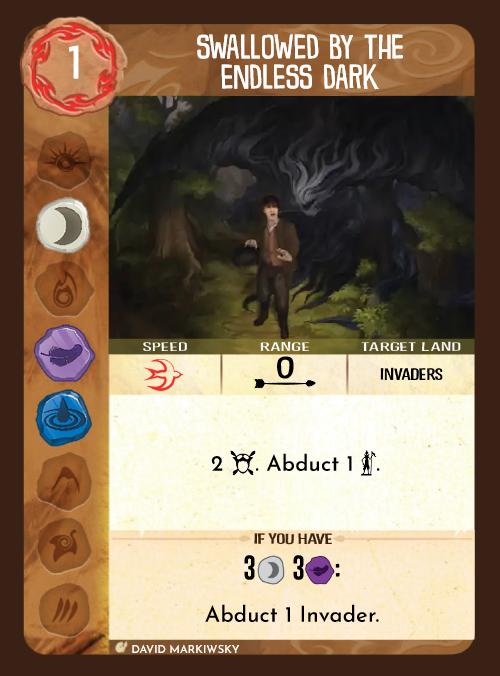 1
SWALLOWED BY THE
ENDLESS DARK
SPEED RANGE TARGET LAND
0 INVADERS
2 . Abduct 1 .
IF YOU HAVE
3 3 :
Abduct 1 Invader.
DAVID MARKIWSKY